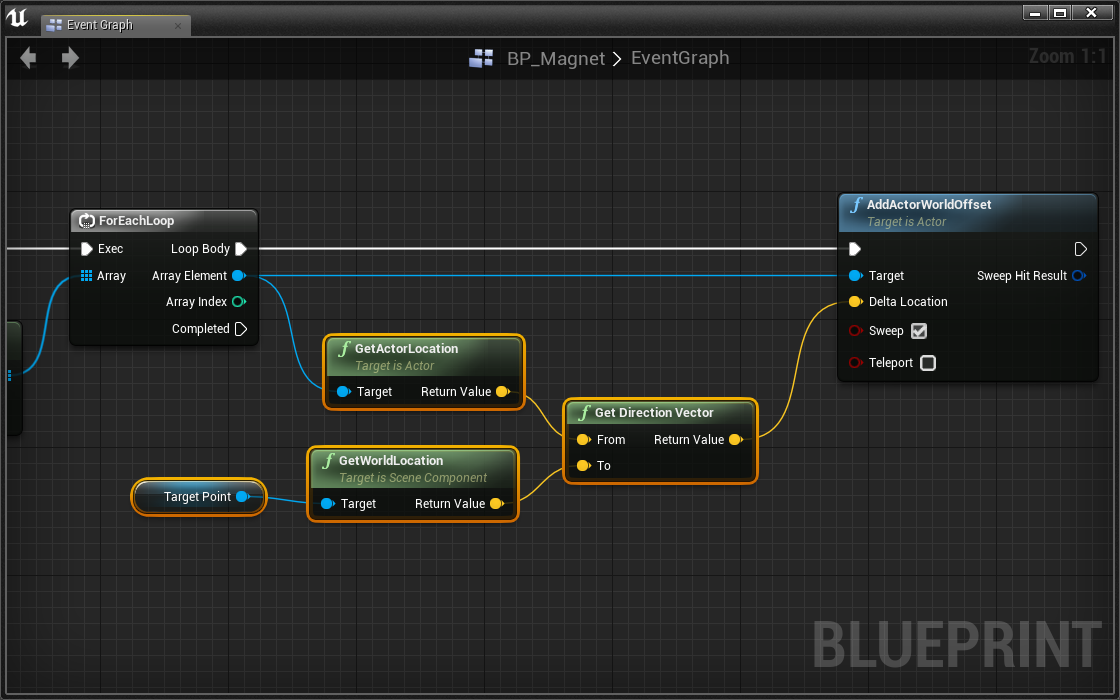 Event Graph
BP_Magnet > EventGraph
Zoom 1:1
ForEachLoop
Exec
Loop Body
Array
Array Element
Array Index
Completed
AddActorWorldOffset
Target is Actor
Target
Sweep Hit Result
Delta Location
Sweep
Teleport
GetActorLocation
Target is Actor
Target
Return Value
Get Direction Vector
From
Return Value
To
GetWorldLocation
Target is Scene Component
Target
Return Value
Target Point
BLUEPRINT